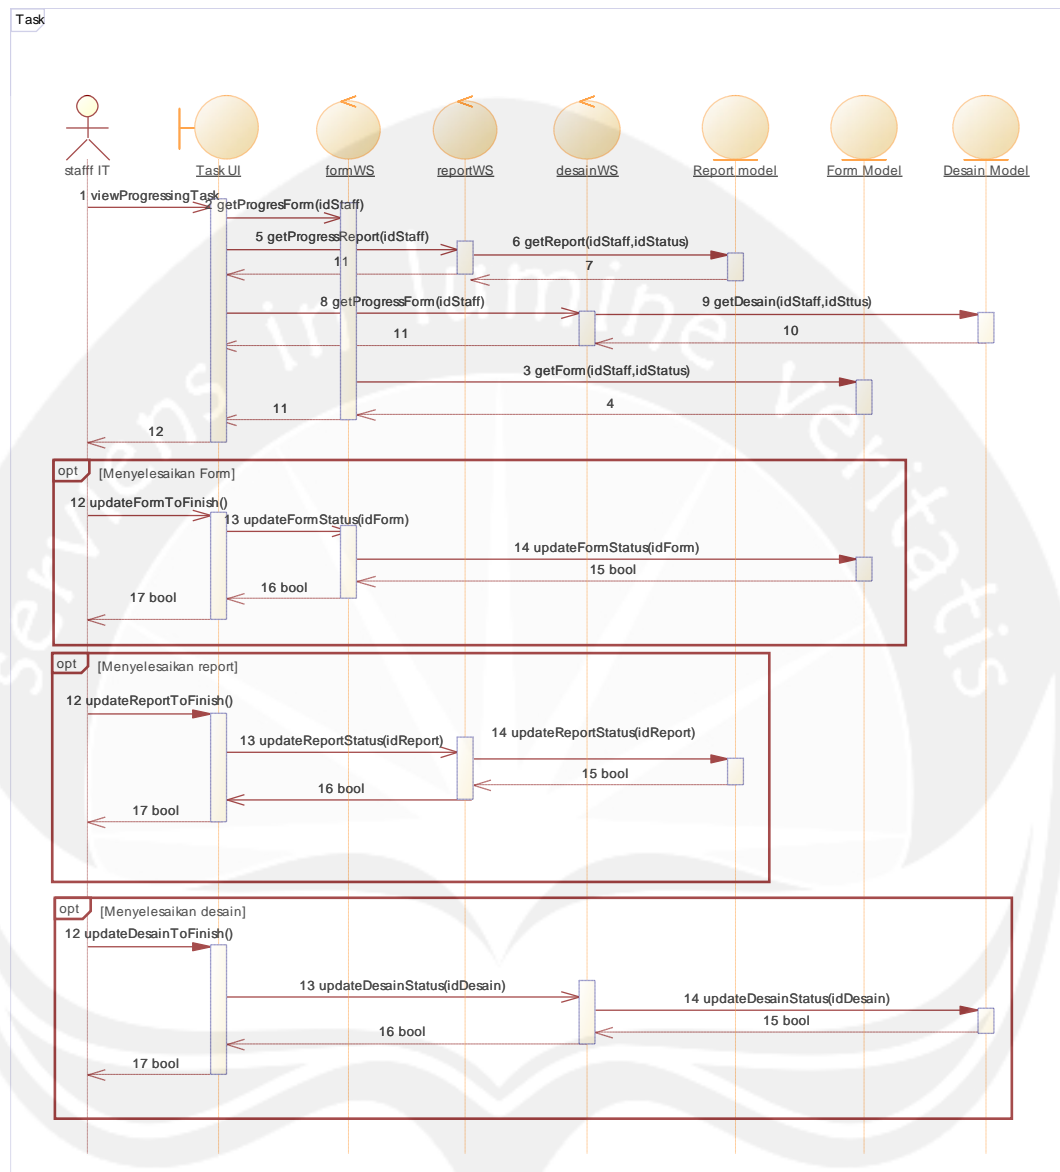 Task
stafff IT
Task UI
formWS
reportWS
desainWS
Report model
Form Model
Desain Model
1 viewProgressingTask
2 getProgresForm(idStaff)
5 getProgressReport(idStaff)
6 getReport(idStaff,idStatus)
11
7
8 getProgressForm(idStaff)
9 getDesain(idStaff,idSttus)
11
10
3 getForm(idStaff,idStatus)
11
4
12
opt [Menyelesaikan Form]
12 updateFormToFinish()
13 updateFormStatus(idForm)
14 updateFormStatus(idForm)
15 bool
16 bool
17 bool
opt [Menyelesaikan report]
12 updateReportToFinish()
13 updateReportStatus(idReport)
14 updateReportStatus(idReport)
15 bool
16 bool
17 bool
opt [Menyelesaikan desain]
12 updateDesainToFinish()
13 updateDesainStatus(idDesain)
14 updateDesainStatus(idDesain)
15 bool
16 bool
17 bool
serviens in lumine veritatis